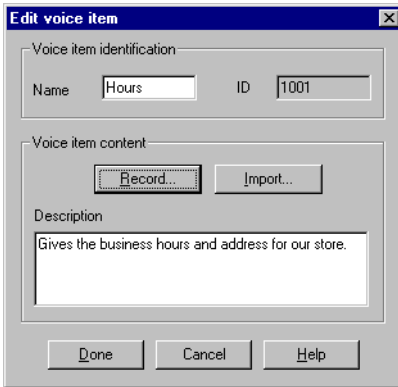 Edit voice item
Voice item identification
Name Hours ID 1001
Voice item content
Record... Import...
Description
Gives the business hours and address for our store.
Done Cancel Help